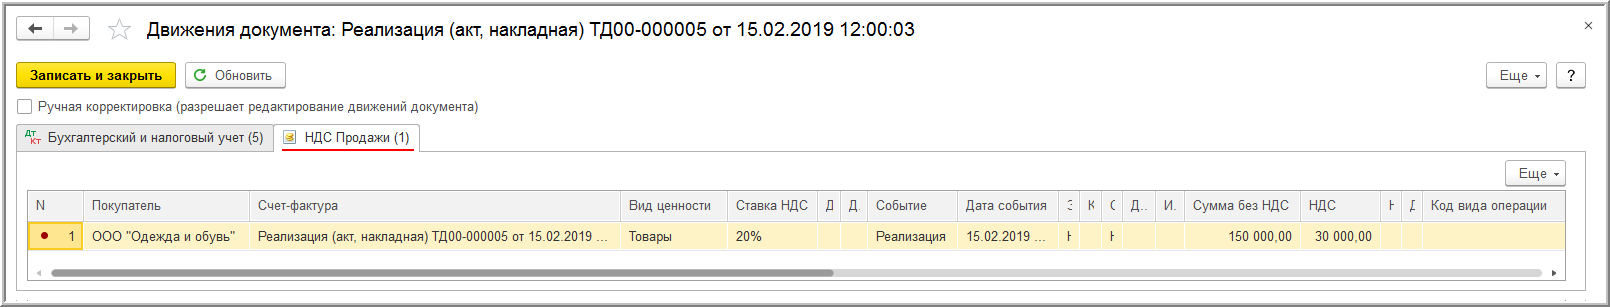 Движения документа: Реализация (акт, накладная) ТД00-000005 от 15.02.2019 12:00:03
Записать и закрыть Обновить Еще ?
Ручная корректировка (разрешает редактирование движений документа)
Дт Кт Бухгалтерский и налоговый учет (5) НДС Продажи (1)
Еще
N Покупатель Счет-фактура Вид ценности Ставка НДС Д Д. Событие Дата события К Д... И. Сумма без НДС НДС Код вида операции
1 ООО "Одежда и обувь" Реализация (акт, накладная) ТД00-000005 от 15.02.2019 ... Товары 20% Реализация 15.02.2019 ... 150 000,00 30 000,00